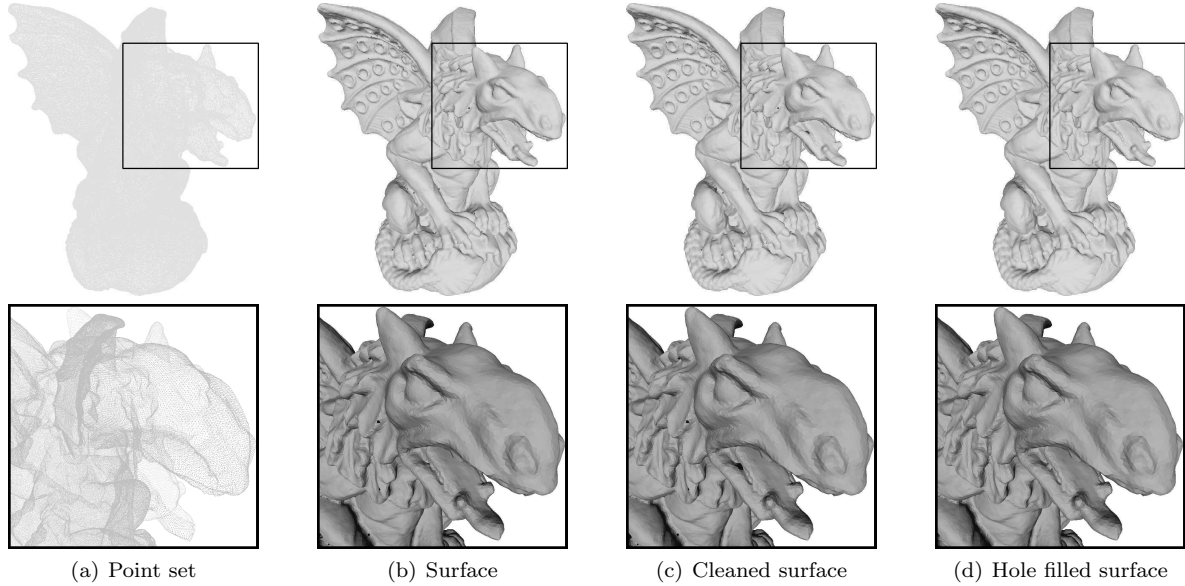 (a) Point set
(b) Surface
(c) Cleaned surface
(d) Hole filled surface